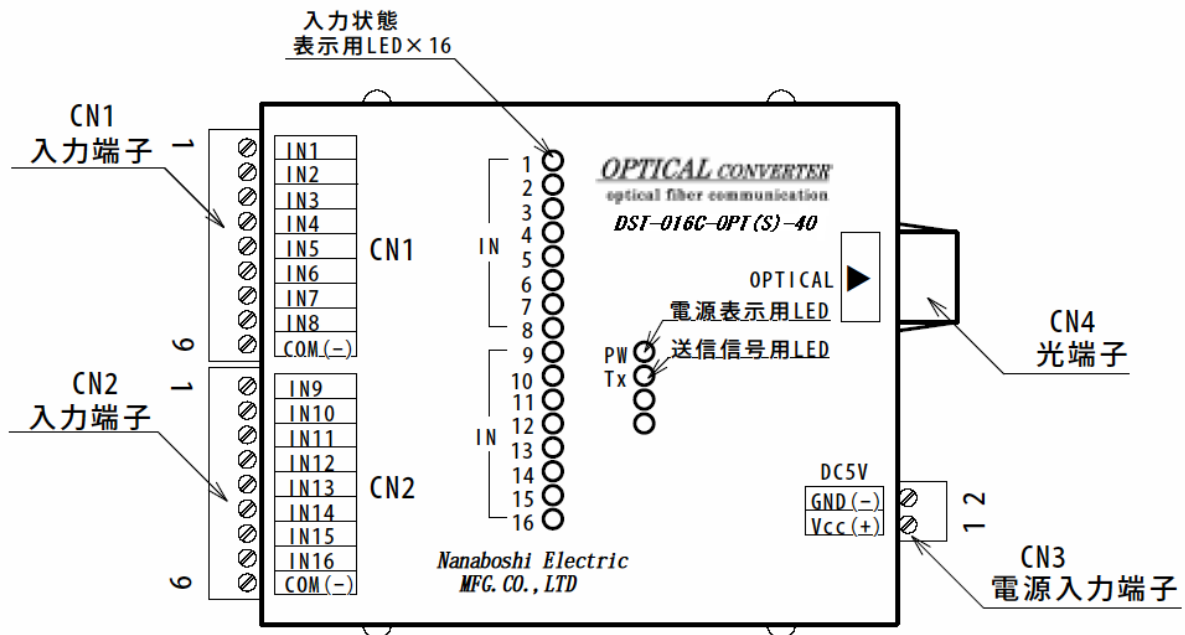 入力状態
表示用LED×16
CN1
入力端子
1
9
IN1
IN2
IN3
IN4
IN5
IN6
IN7
IN8
COM(-)
CN1
CN2
入力端子
1
9
IN9
IN10
IN11
IN12
IN13
IN14
IN15
IN16
COM(-)
CN2
IN
1
2
3
4
5
6
7
8
IN
9
10
11
12
13
14
15
16
OPTICAL CONVERTER
optical fiber communication
DST-016C-OPT(S)-40
OPTICAL
電源表示用LED
PW
送信信号用LED
Tx
CN4
光端子
DC5V
GND(-)
Vcc(+)
2
1
CN3
電源入力端子
Nanaboshi Electric
MFG.CO.,LTD